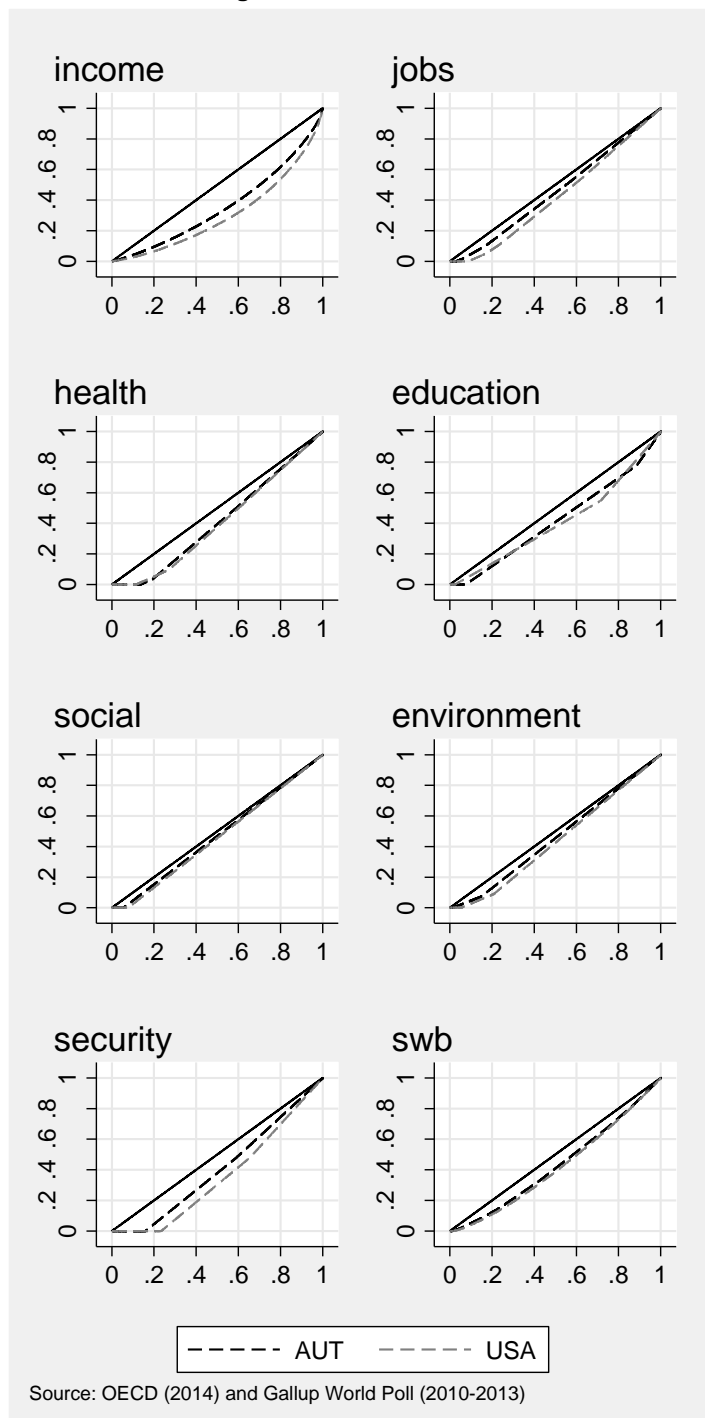 income
jobs
0 .2 .4 .6 .8 1
0 .2 .4 .6 .8 1
0 .2 .4 .6 .8 1
0 .2 .4 .6 .8 1
health
education
0 .2 .4 .6 .8 1
0 .2 .4 .6 .8 1
0 .2 .4 .6 .8 1
0 .2 .4 .6 .8 1
social
environment
0 .2 .4 .6 .8 1
0 .2 .4 .6 .8 1
0 .2 .4 .6 .8 1
0 .2 .4 .6 .8 1
security
swb
0 .2 .4 .6 .8 1
0 .2 .4 .6 .8 1
0 .2 .4 .6 .8 1
0 .2 .4 .6 .8 1
AUT USA
Source: OECD (2014) and Gallup World Poll (2010-2013)